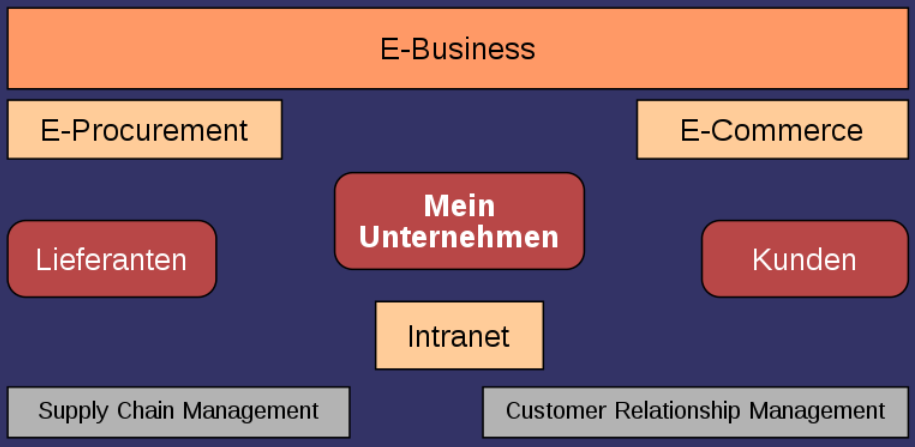 E-Business
E-Procurement
E-Commerce
Mein
Unternehmen
Lieferanten
Kunden
Intranet
Supply Chain Management
Customer Relationship Management